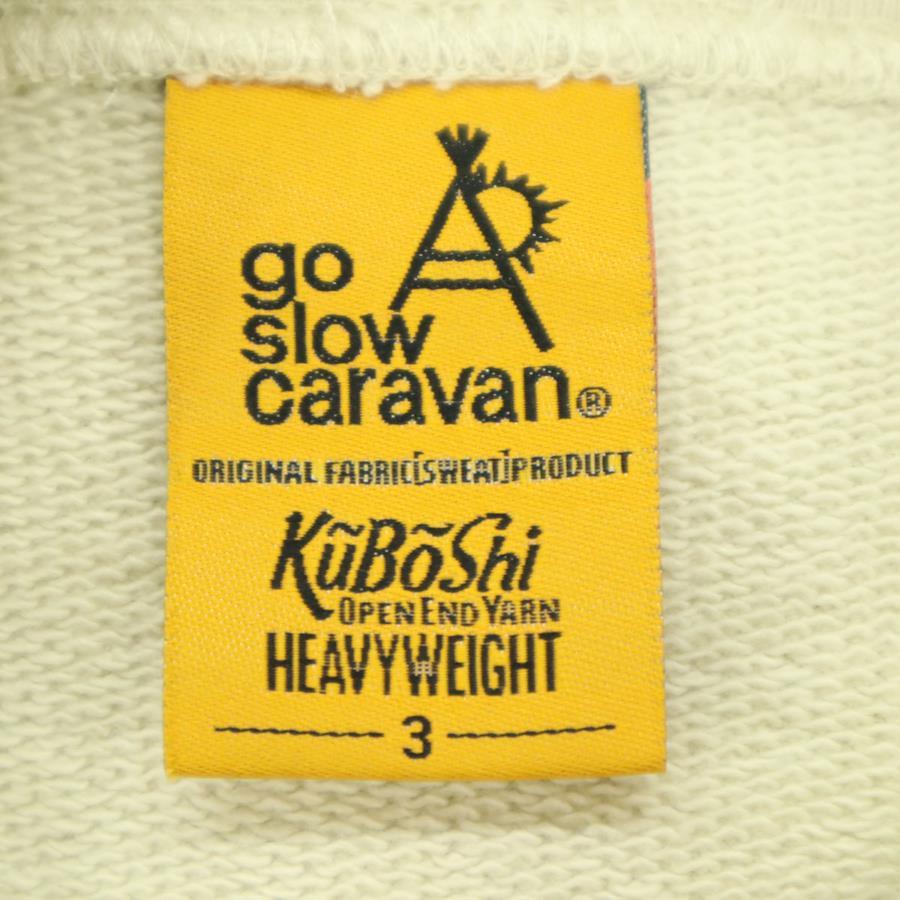 go
slow
caravan®
ORIGINAL FABRIC[SWEAT]PRODUCT
KũBõShi
OPEN END YARN
HEAVYWEIGHT
3